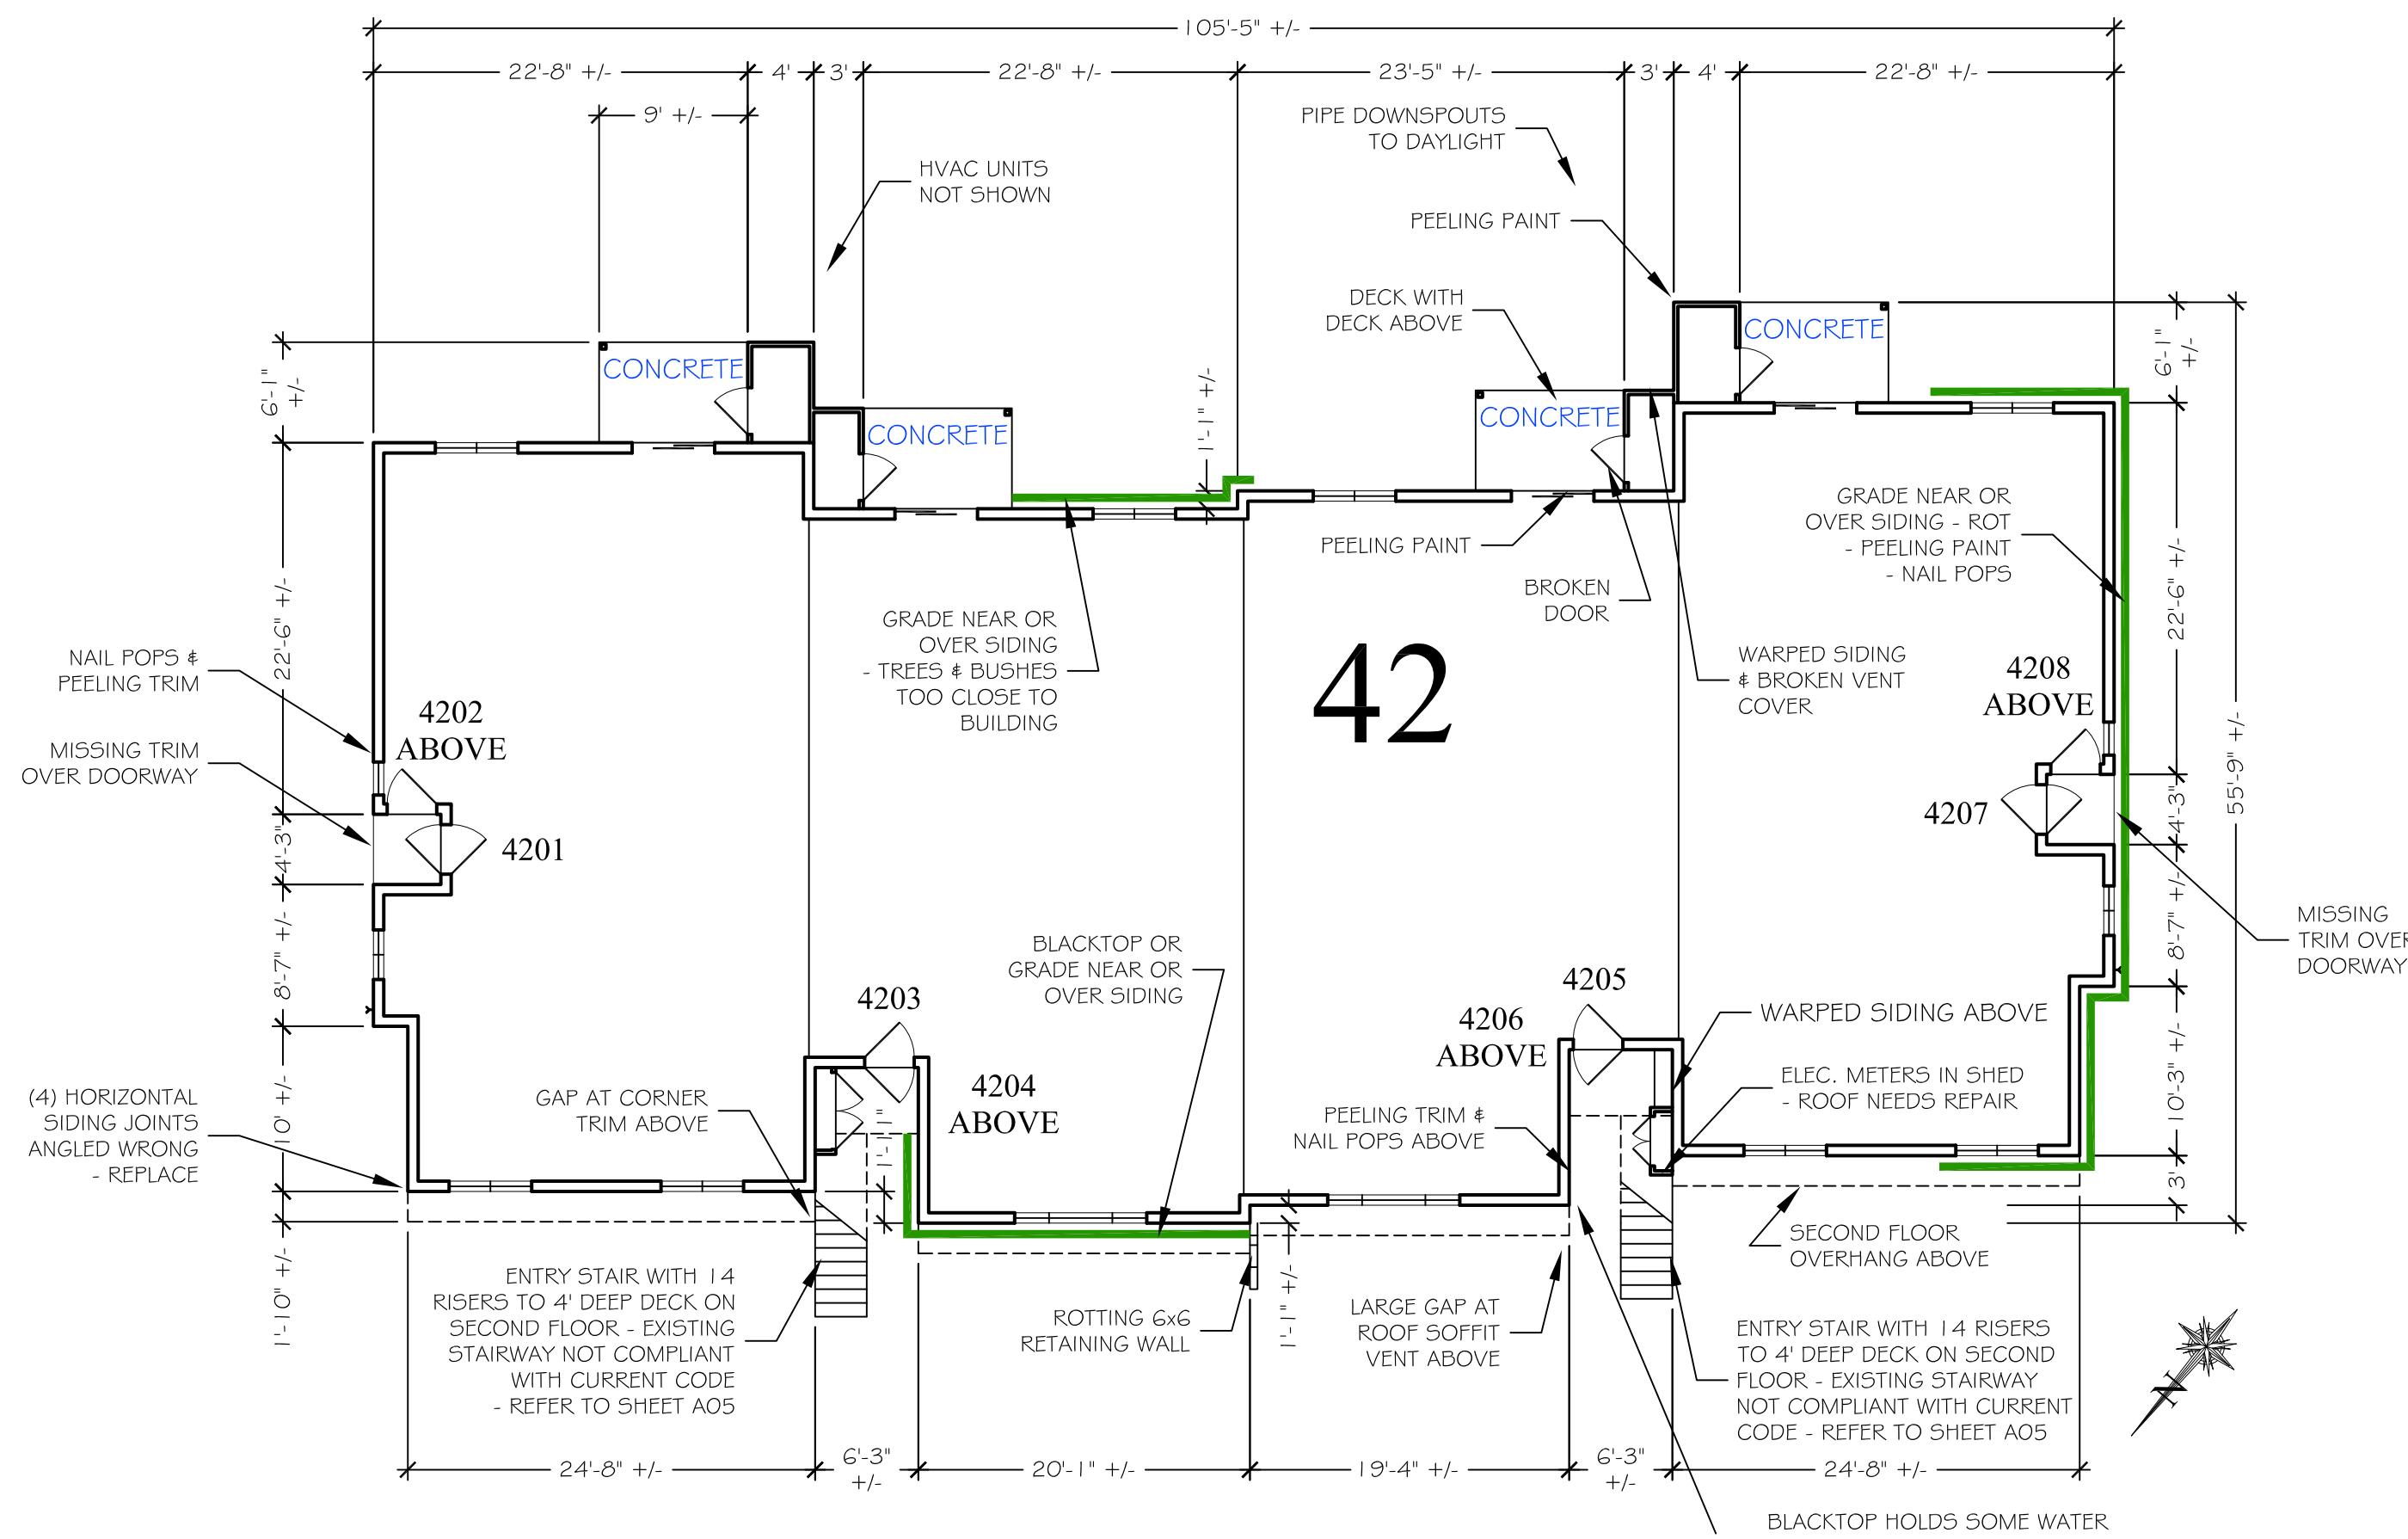 105'-5" +/-
22'-8" +/-
4'
3'
22'-8" +/-
23'-5" +/-
3'
4'
22'-8" +/-
9' +/-
PIPE DOWNSPOUTS
TO DAYLIGHT
HVAC UNITS
NOT SHOWN
PEELING PAINT
DECK WITH
DECK ABOVE
CONCRETE
CONCRETE
CONCRETE
CONCRETE
6'-1"
+/-
1'-1" +/-
6'-1"
+/-
GRADE NEAR OR
OVER SIDING - ROT
- PEELING PAINT
- NAIL POPS
PEELING PAINT
BROKEN
DOOR
22'-6" +/-
22'-6" +/-
GRADE NEAR OR
OVER SIDING
- TREES & BUSHES
TOO CLOSE TO
BUILDING
42
WARPED SIDING
& BROKEN VENT
COVER
NAIL POPS &
PEELING TRIM
4202
ABOVE
4208
ABOVE
MISSING TRIM
OVER DOORWAY
55'-9" +/-
4201
4207
4'-3"
4'-3"
8'-7" +/-
8'-7" +/-
BLACKTOP OR
GRADE NEAR OR
OVER SIDING
MISSING
TRIM OVER
DOORWAY
4203
4205
4206
ABOVE
WARPED SIDING ABOVE
(4) HORIZONTAL
SIDING JOINTS
ANGLED WRONG
- REPLACE
10' +/-
GAP AT CORNER
TRIM ABOVE
4204
ABOVE
1'-11"
PEELING TRIM &
NAIL POPS ABOVE
ELEC. METERS IN SHED
- ROOF NEEDS REPAIR
10'-3" +/-
3'
1'-10" +/-
SECOND FLOOR
OVERHANG ABOVE
ENTRY STAIR WITH 14
RISERS TO 4' DEEP DECK ON
SECOND FLOOR - EXISTING
STAIRWAY NOT COMPLIANT
WITH CURRENT CODE
- REFER TO SHEET A05
ROTTING 6x6
RETAINING WALL
1'-1" +/-
LARGE GAP AT
ROOF SOFFIT
VENT ABOVE
ENTRY STAIR WITH 14 RISERS
TO 4' DEEP DECK ON SECOND
FLOOR - EXISTING STAIRWAY
NOT COMPLIANT WITH CURRENT
CODE - REFER TO SHEET A05
N
24'-8" +/-
6'-3"
+/-
20'-1" +/-
19'-4" +/-
6'-3"
+/-
24'-8" +/-
BLACKTOP HOLDS SOME WATER